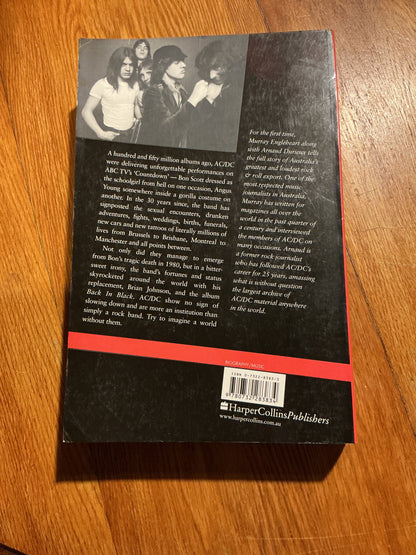 A hundred and fifty million albums ago, AC/DC
were delivering unforgettable performances on
ABC TV's 'Countdown' — Bon Scott dressed as
the schoolgirl from hell on one occasion, Angus
Young somewhere inside a gorilla costume on
another. In the 30 years since, the band has
signposted the sexual encounters, drunken
adventures, fights, weddings, births, funerals,
new cars and new tattoos of literally millions of
lives from Brussels to Brisbane, Montreal to
Manchester and all points between.
Not only did they manage to emerge
from Bon's tragic death in 1980, but in a bitter-
sweet irony, the band's fortunes and status
skyrocketed around the world with his
replacement, Brian Johnson, and the album
Back In Black. AC/DC show no sign of
slowing down and are more an institution than
simply a rock band. Try to imagine a world
without them.
For the first time,
Murray Engleheart along
with Arnaud Durieux tells
the full story of Australia's
greatest and loudest rock
& roll export. One of the
most respected music
journalists in Australia,
Murray has written for
magazines all over the
world in the past quarter of
a century and interviewed
the members of AC/DC on
many occasions. Arnaud is
a former rock journalist
who has followed AC/DC's
career for 25 years, amassing
what is without question
the largest archive of
AC/DC material anywhere
in the world.
BIOGRAPHY/MUSIC
ISBN 0-7322-8383-3
9 780732 283834
HarperCollinsPublishers
www.harpercollins.com.au